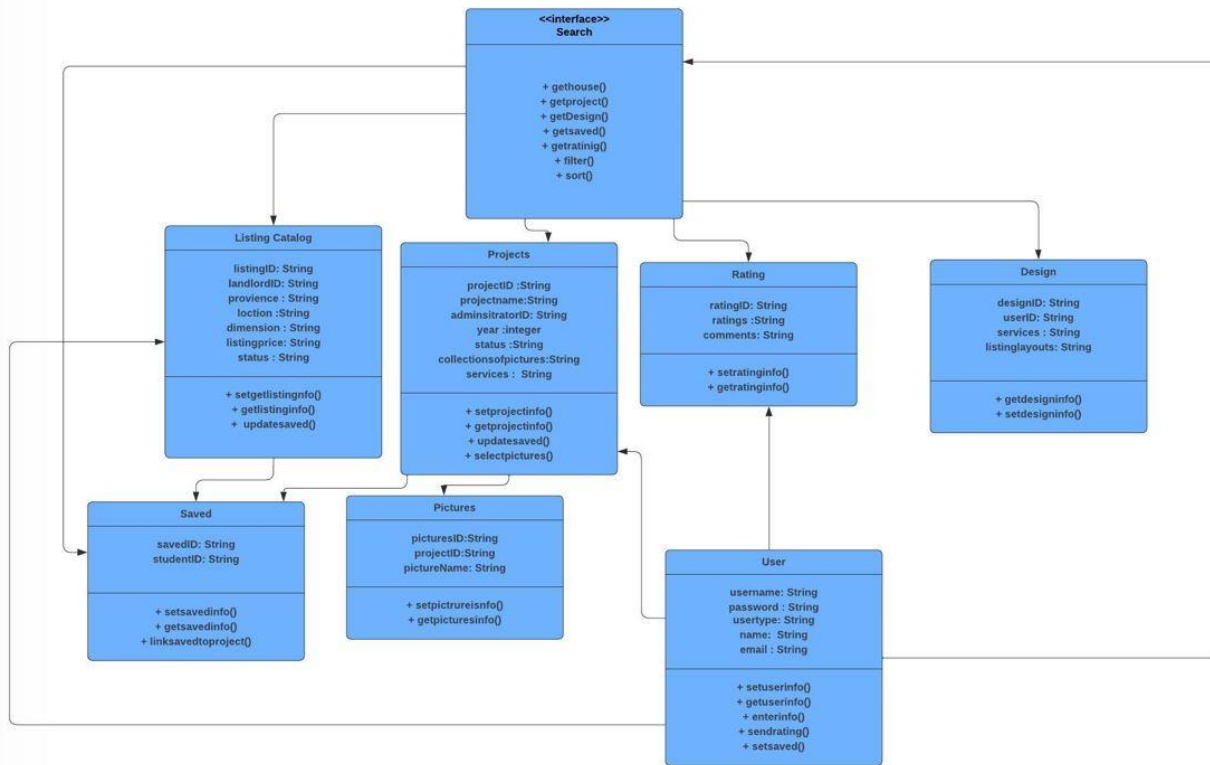 <<interface>>
Search
+ gethouse()
+ getproject()
+ getDesign()
+ getsaved()
+ getratinig()
+ filter()
+ sort()
Listing Catalog
listingID: String
landlordID: String
provience : String
loction :String
dimension : String
listingprice: String
status : String
+ setgetlistingnfo()
+ getlistinginfo()
+ updatesaved()
Projects
projectID :String
projectname:String
adminsitratorID: String
year :integer
status :String
collectionsofpictures:String
services : String
+ setprojectinfo()
+ getprojectinfo()
+ updatesaved()
+ selectpictures()
Rating
ratingID: String
ratings :String
comments: String
+ setratinginfo()
+ getratinginfo()
Design
designID: String
userID: String
services : String
listinglayouts: String
+ getdesigninfo()
+ setdesigninfo()
Saved
savedID: String
studentID: String
+ setsavedinfo()
+ getsavedinfo()
+ linksavedtoproject()
Pictures
picturesID:String
projectID:String
pictureName: String
+ setpictrureisnfo()
+ getpicturesinfo()
User
username: String
password : String
usertype: String
name: String
email : String
+ setuserinfo()
+ getuserinfo()
+ enterinfo()
+ sendrating()
+ setsaved()